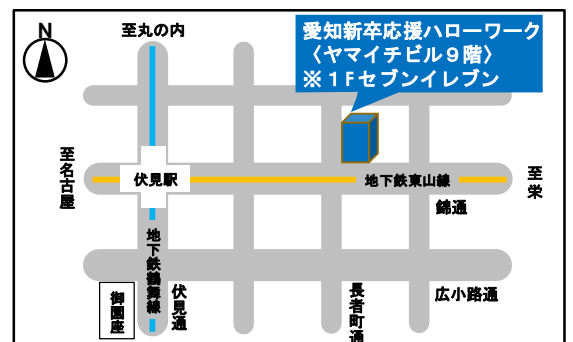 N
至丸の内
愛知新卒応援ハローワーク
〈ヤマイチビル９階〉
※１Fセブンイレブン
至名古屋
伏見駅
地下鉄東山線
至栄
錦通
地下鉄鶴舞線
伏見通
御園座
長者町通
広小路通